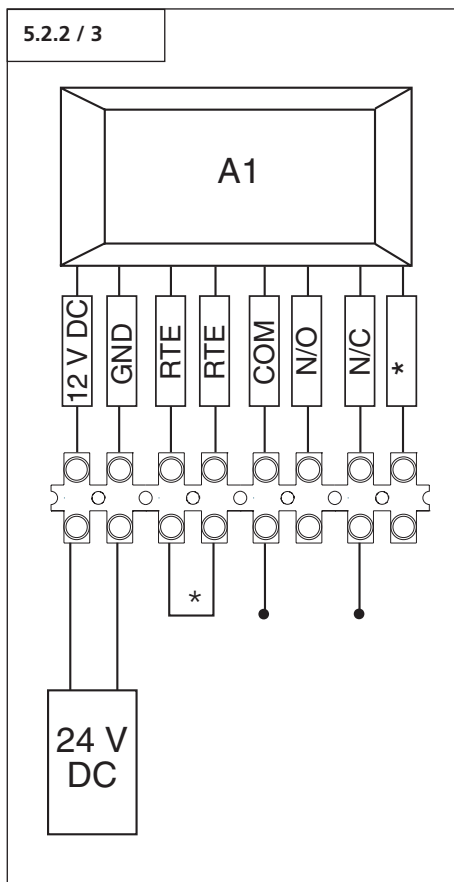 5.2.2 / 3
A1
12 V DC
GND
RTE
RTE
COM
N/O
N/C
*
*
24 V
DC